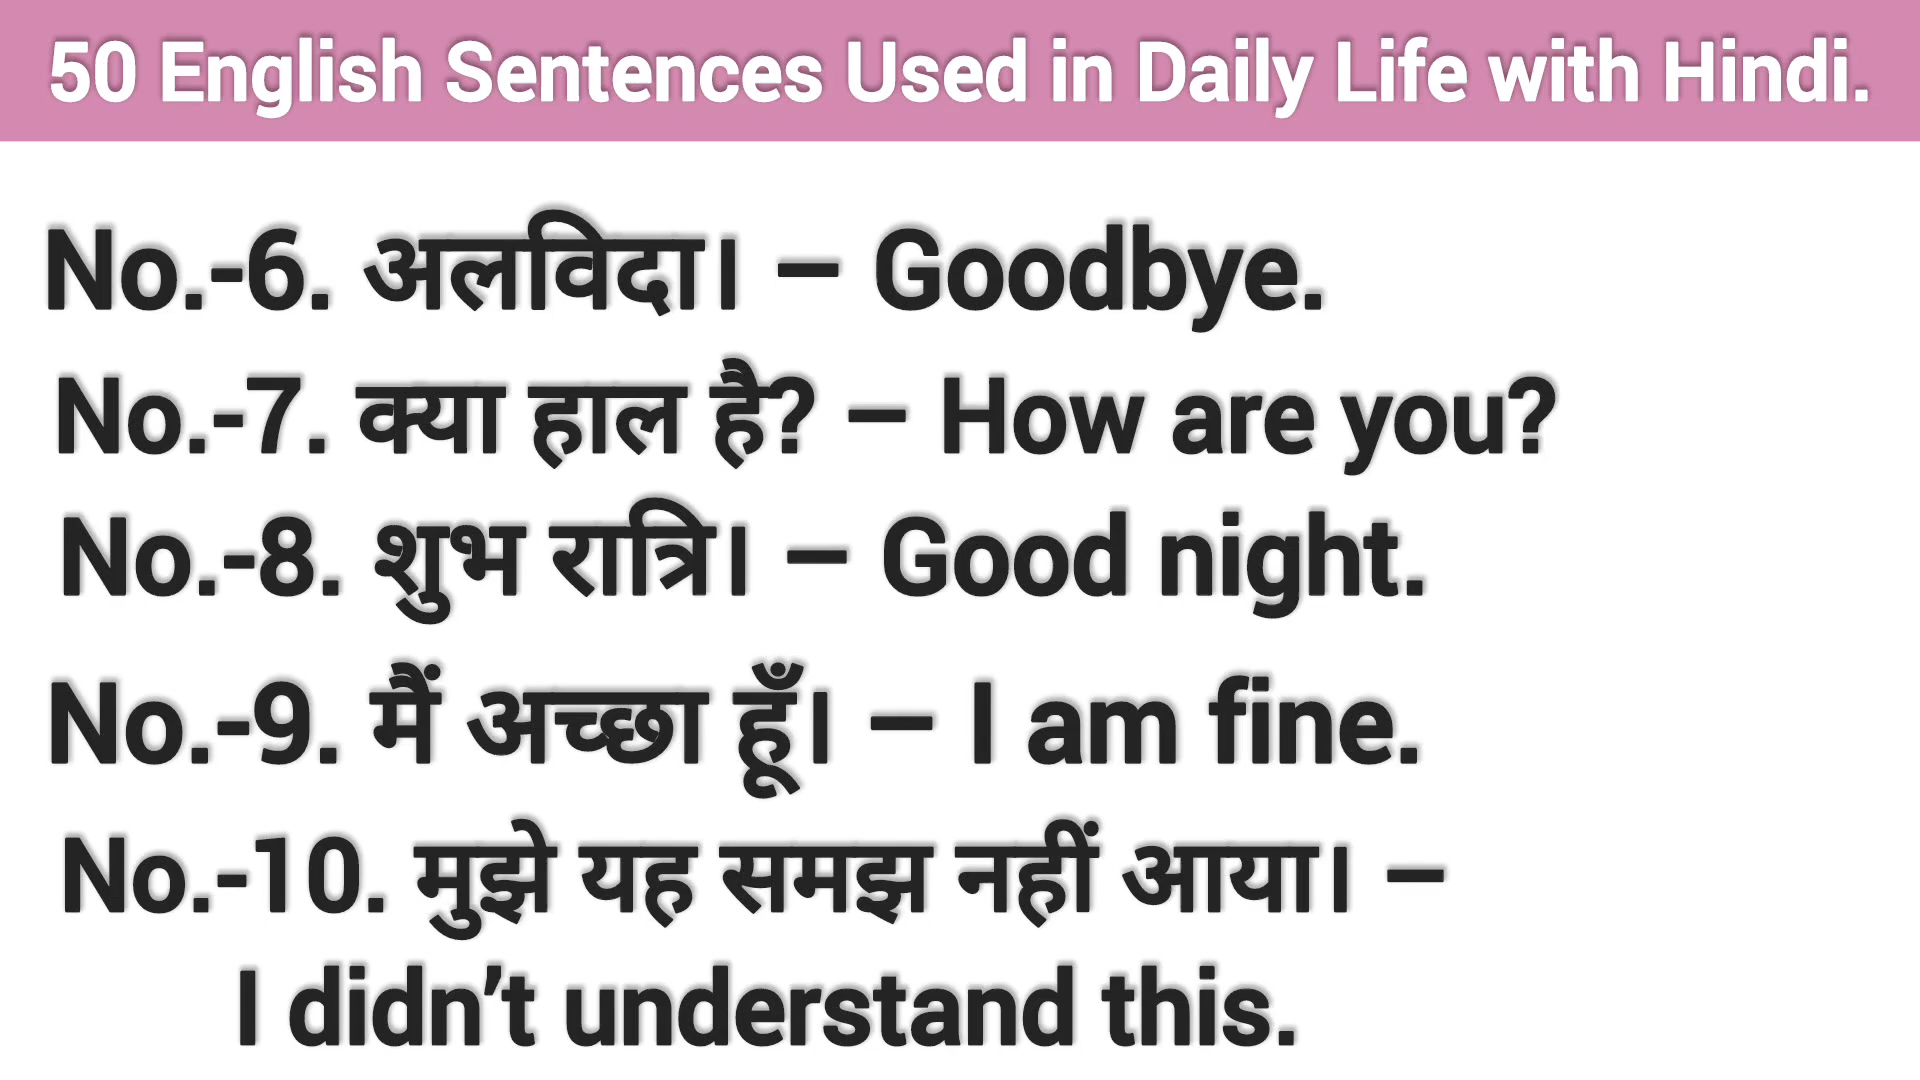 50 English Sentences Used in Daily Life with Hindi.
No.-6. अलविदा। – Goodbye.
No.-7. क्या हाल है? – How are you?
No.-8. शुभ रात्रि। – Good night.
No.-9. मैं अच्छा हूँ। – I am fine.
No.-10. मुझे यह समझ नहीं आया। –
I didn’t understand this.